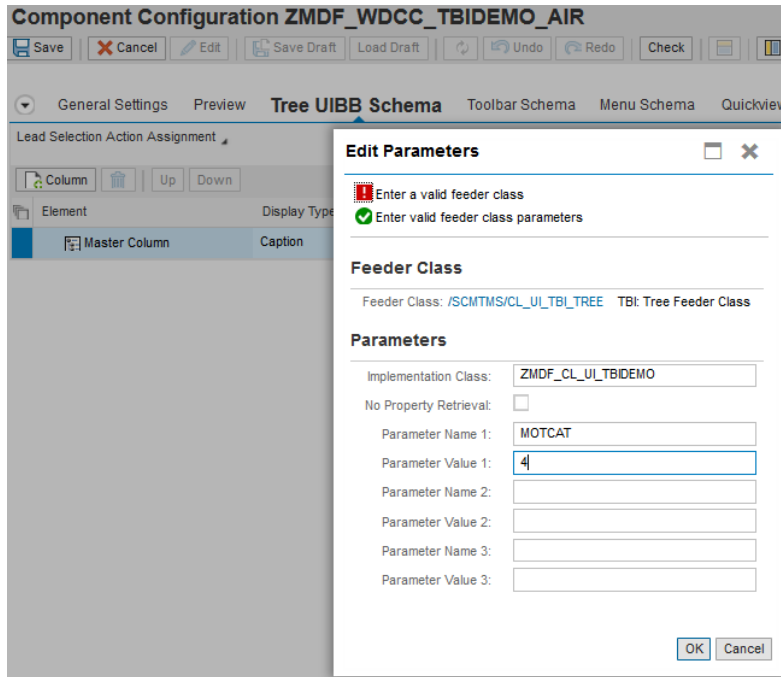 Component Configuration ZMDF_WDCC_TBIDEMO_AIR
Save Cancel Edit Save Draft Load Draft Undo Redo Check
General Settings Preview Tree UIBB Schema Toolbar Schema Menu Schema Quickview
Lead Selection Action Assignment
Column Up Down
Element Display Type
Master Column Caption
Edit Parameters
Enter a valid feeder class
Enter valid feeder class parameters
Feeder Class
Feeder Class: /SCMTMS/CL_UI_TBI_TREE TBI: Tree Feeder Class
Parameters
Implementation Class: ZMDF_CL_UI_TBIDEMO
No Property Retrieval:
Parameter Name 1: MOTCAT
Parameter Value 1: 4
Parameter Name 2:
Parameter Value 2:
Parameter Name 3:
Parameter Value 3:
OK Cancel